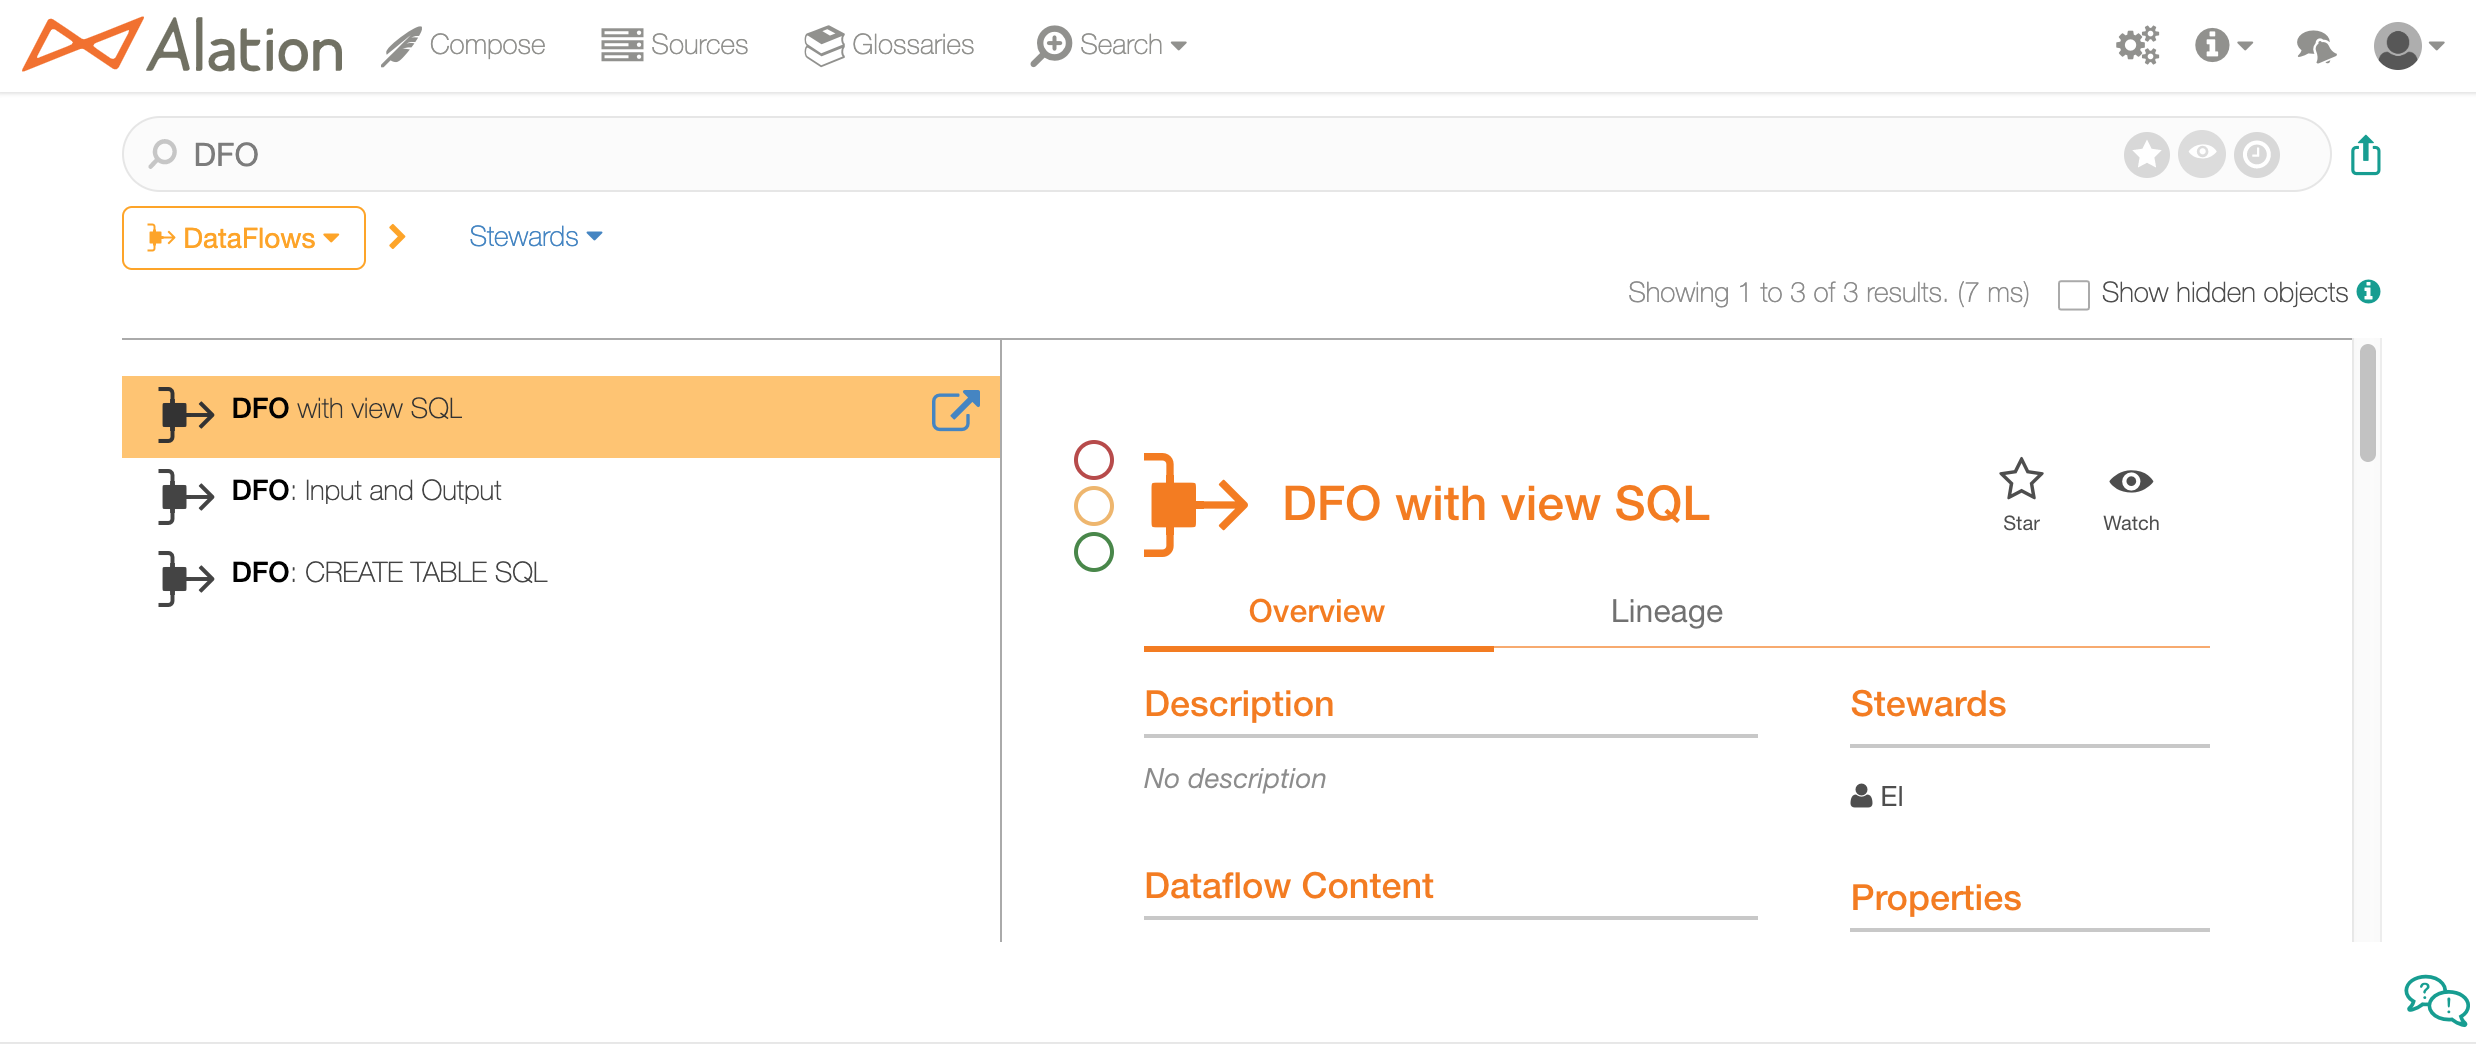 Alation Compose Sources Glossaries Search
DFO
DataFlows Stewards
Showing 1 to 3 of 3 results. (7 ms) Show hidden objects
DFO with view SQL
DFO: Input and Output
DFO: CREATE TABLE SQL
DFO with view SQL
Star Watch
Overview Lineage
Description
No description
Dataflow Content
Stewards
El
Properties